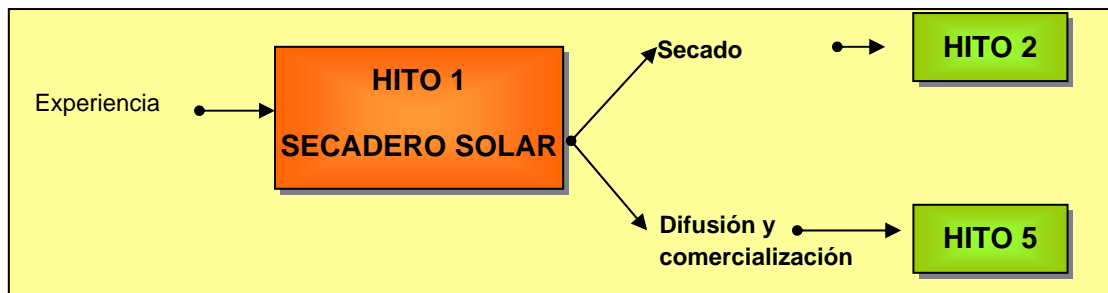 Experiencia
HITO 1
SECADERO SOLAR
Secado
HITO 2
Difusión y
comercialización
HITO 5